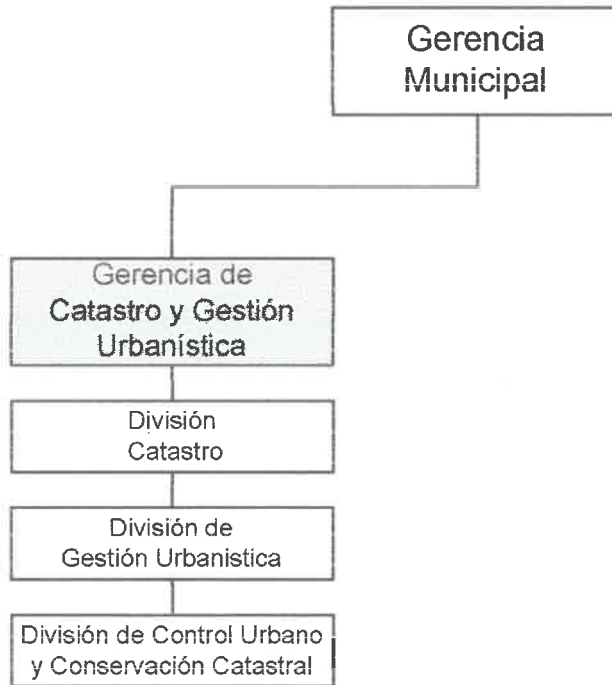 Gerencia
Municipal
Gerencia de
Catastro y Gestión
Urbanística
División
Catastro
División de
Gestión Urbanistica
División de Control Urbano
y Conservación Catastral